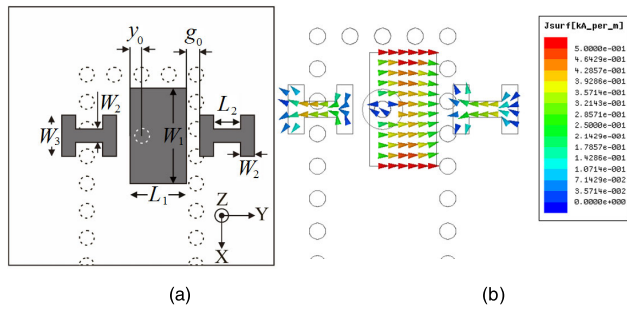 y0
g0
W2
L2
W3
W1
W2
L1
Z
Y
X
(a)
(b)
Jsurf[kA_per_m]
5.0000e-001
4.6429e-001
4.2857e-001
3.9286e-001
3.5714e-001
3.2143e-001
2.8571e-001
2.5000e-001
2.1429e-001
1.7857e-001
1.4286e-001
1.0714e-001
7.1429e-002
3.5714e-002
0.0000e+000